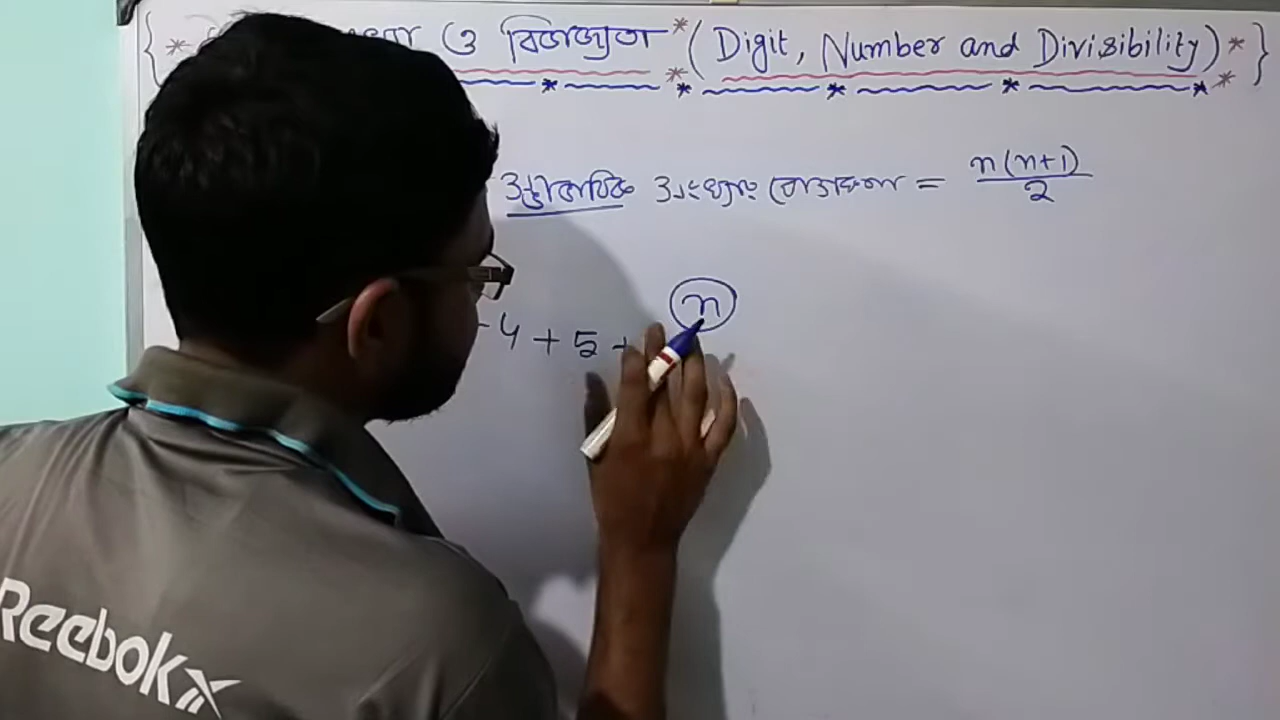 ও বিভাজ্যতা * ( Digit, Number and Divisibility ) * }
স্বাভাবিক সংখ্যার যোগফল = n(n+1)/2
n
4 + 5 +
Reebok